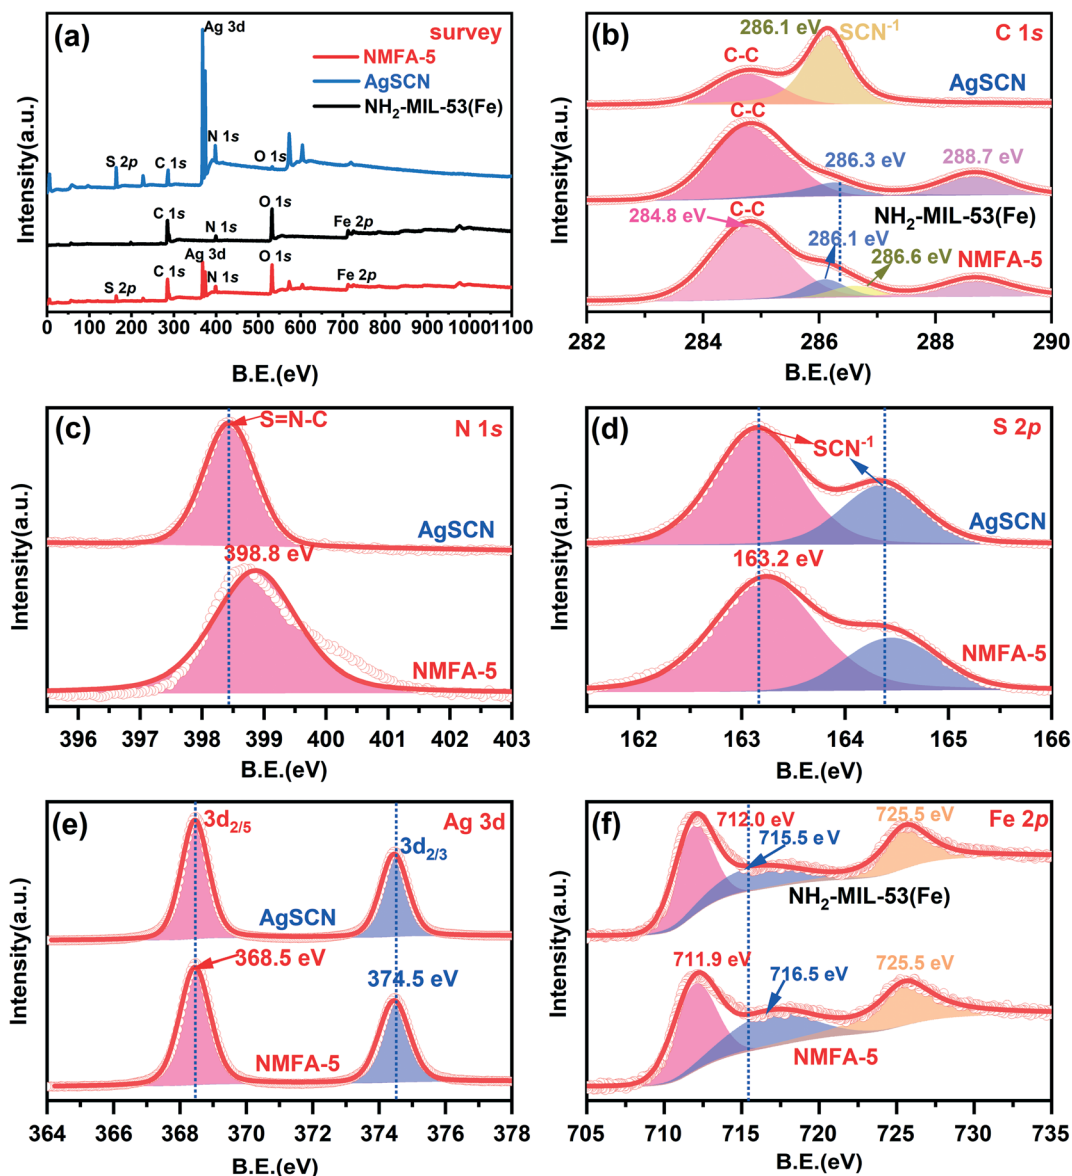 (a)
survey
Ag 3d
NMFA-5
AgSCN
NH2-MIL-53(Fe)
N 1s
S 2p
C 1s
O 1s
C 1s
O 1s
N 1s
Fe 2p
Ag 3d
S 2p
C 1s
N 1s
O 1s
Fe 2p
Intensity(a.u.)
0 100 200 300 400 500 600 700 800 900 1000 1100
B.E.(eV)
(b)
286.1 eV
SCN-1
C 1s
C-C
AgSCN
C-C
286.3 eV
288.7 eV
284.8 eV
C-C
NH2-MIL-53(Fe)
286.1 eV
286.6 eV
NMFA-5
Intensity(a.u.)
282 284 286 288 290
B.E.(eV)
(c)
S=N-C
N 1s
AgSCN
398.8 eV
NMFA-5
Intensity(a.u.)
396 397 398 399 400 401 402 403
B.E.(eV)
(d)
S 2p
SCN-1
AgSCN
163.2 eV
NMFA-5
Intensity(a.u.)
162 163 164 165 166
B.E.(eV)
(e)
3d2/5
Ag 3d
3d2/3
AgSCN
368.5 eV
374.5 eV
NMFA-5
Intensity(a.u.)
364 366 368 370 372 374 376 378
B.E.(eV)
(f)
712.0 eV
725.5 eV
Fe 2p
715.5 eV
NH2-MIL-53(Fe)
711.9 eV
716.5 eV
725.5 eV
NMFA-5
Intensity(a.u.)
705 710 715 720 725 730 735
B.E.(eV)